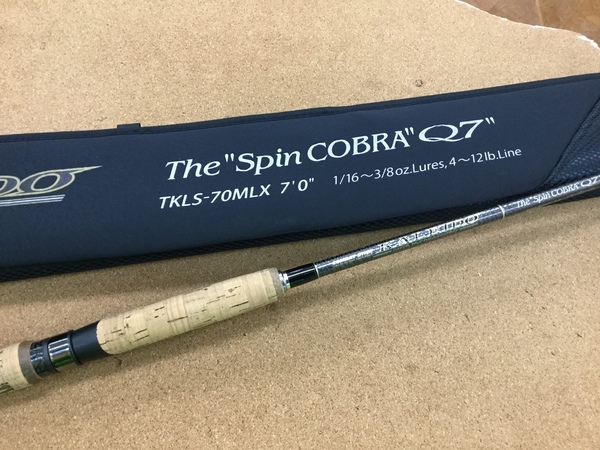 The "Spin COBRA" Q7"
TKLS-70MLX 7'0" 1/16~3/8oz.Lures, 4~12lb.Line
The "Spin COBRA" Q7"